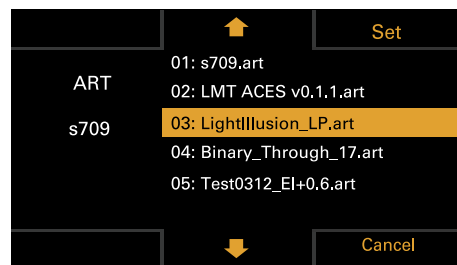 Set
ART
s709
01: s709.art
02: LMT ACES v0.1.1.art
03: LightIllusion_LP.art
04: Binary_Through_17.art
05: Test0312_EI+0.6.art
Cancel